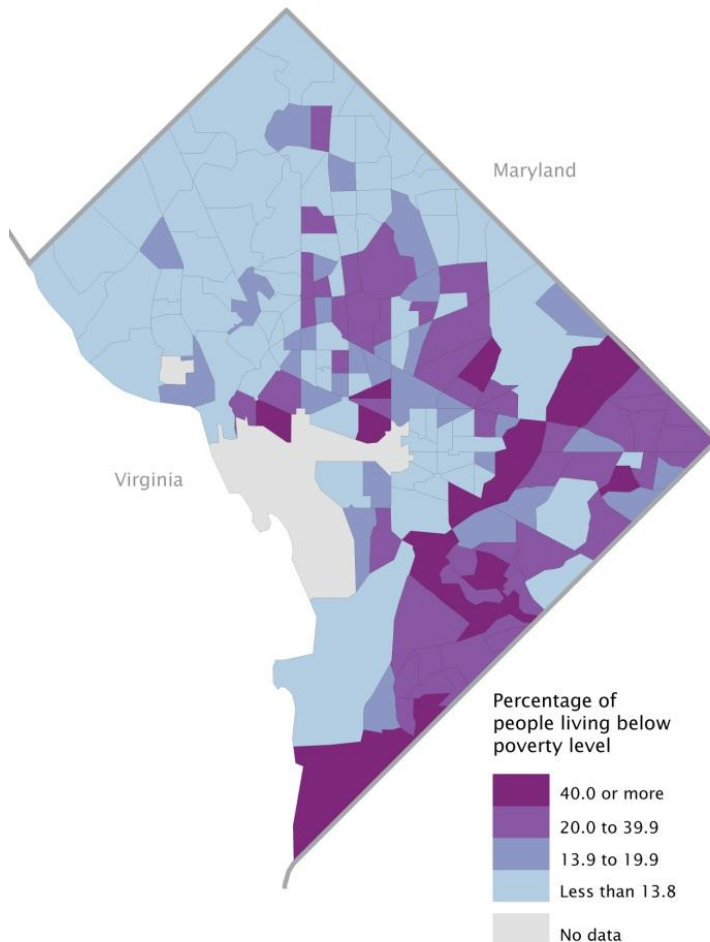 Maryland
Virginia
Percentage of
people living below
poverty level
40.0 or more
20.0 to 39.9
13.9 to 19.9
Less than 13.8
No data